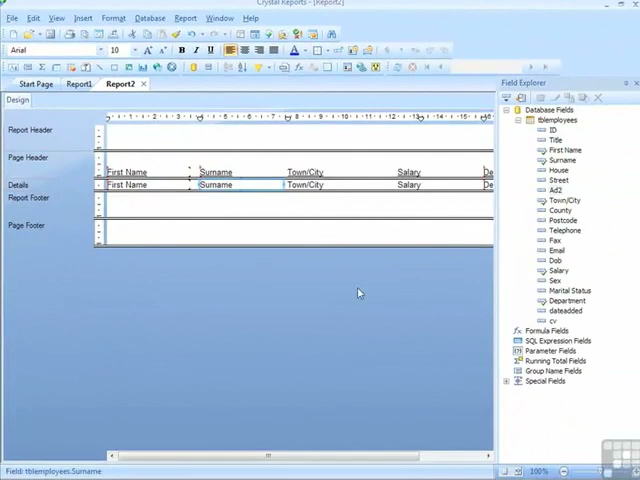 Crystal Reports - [Report2]
File Edit View Insert Format Database Report Window Help
Arial 10
Start Page Report1 Report2
Design
Report Header
Page Header
First Name Surname Town/City Salary De
Details First Name Surname Town/City Salary De
Report Footer
Page Footer
Field: tblemployees.Surname
Field Explorer
Database Fields
tblemployees
ID
Title
First Name
Surname
House
Street
Ad2
Town/City
County
Postcode
Telephone
Fax
Email
Dob
Salary
Sex
Marital Status
Department
dateadded
cv
Formula Fields
SQL Expression Fields
Parameter Fields
Running Total Fields
Group Name Fields
Special Fields
100%